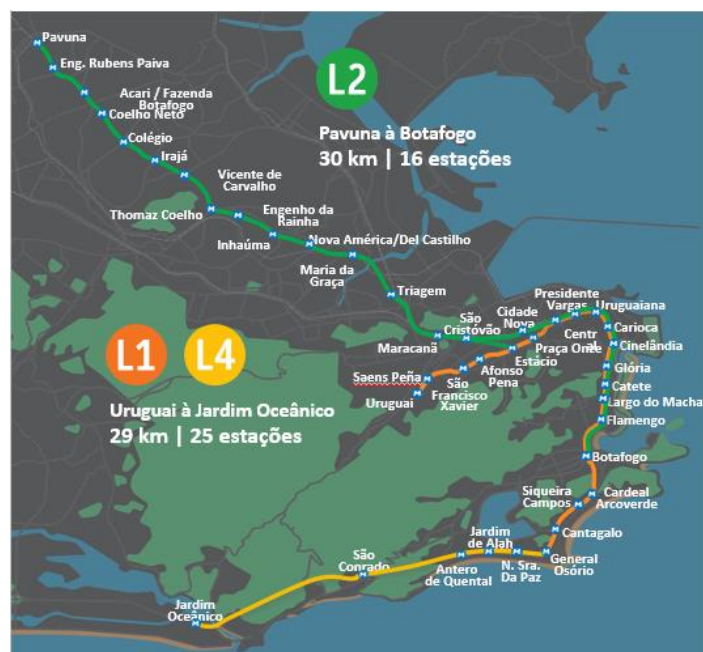 Pavuna
Eng. Rubens Paiva
Acari / Fazenda
Botafogo
Coelho Neto
Colégio
Irajá
Vicente de
Carvalho
Thomaz Coelho
Engenho da
Rainha
Inhaúma
Nova América/Del Castilho
Maria da
Graça
Triagem
L2
Pavuna à Botafogo
30 km | 16 estações
Maracanã
São
Cristóvão
Cidade
Nova
Presidente
Vargas
Uruguaiana
Centr
al
Carioca
Cinelândia
Praça Onze
Estácio
Afonso
Pena
São
Francisco
Xavier
Saens Peña
Uruguai
Glória
Catete
Largo do Macha
Flamengo
Botafogo
L1
L4
Uruguai à Jardim Oceânico
29 km | 25 estações
Cardeal
Arcoverde
Siqueira
Campos
Cantagalo
General
Osório
N. Sra.
Da Paz
Jardim
de Alah
Antero
de Quental
São
Conrado
Jardim
Oceânico